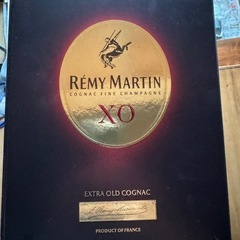 RÉMY MARTIN
COGNAC FINE CHAMPAGNE
XO
EXTRA OLD COGNAC
PRODUCT OF FRANCE